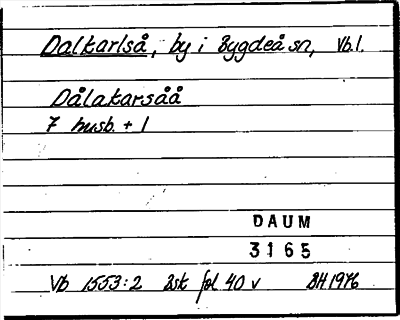 Dalkarlså, by i Bygdeå sn, Vb.l.
Dålakarsåå
7 husb. + 1
DAUM
3165
Vb 1553:2 Bsk fol 40 v BH 1976